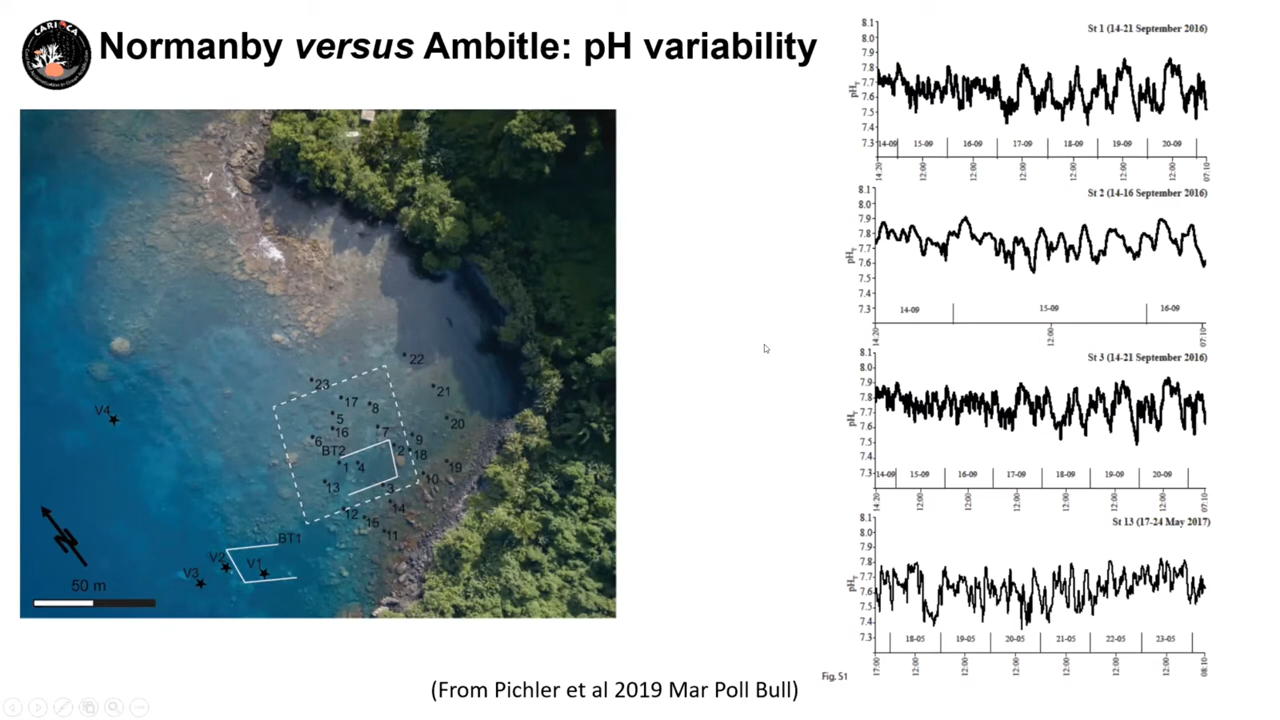 CARIOCA
Normanby versus Ambitle: pH variability
22
23
21
17
8
5
20
16
7
6
9
BT2
2
18
1
4
19
10
13
3
14
12
15
11
V4
BT1
V2
V1
V3
N
50 m
St 1 (14-21 September 2016)
pHT
8.1
8.0
7.9
7.8
7.7
7.6
7.5
7.4
7.3
14-09 15-09 16-09 17-09 18-09 19-09 20-09
14:20 12:00 12:00 12:00 12:00 12:00 12:00 07:10
St 2 (14-16 September 2016)
pHT
8.1
8.0
7.9
7.8
7.7
7.6
7.5
7.4
7.3
14-09 15-09 16-09
14:20 12:00 07:10
St 3 (14-21 September 2016)
pHT
8.1
8.0
7.9
7.8
7.7
7.6
7.5
7.4
7.3
14-09 15-09 16-09 17-09 18-09 19-09 20-09
14:20 12:00 12:00 12:00 12:00 12:00 12:00 07:10
St 13 (17-24 May 2017)
pHT
8.1
8.0
7.9
7.8
7.7
7.6
7.5
7.4
7.3
18-05 19-05 20-05 21-05 22-05 23-05
17:00 12:00 12:00 12:00 12:00 12:00 12:00 08:10
Fig. S1
(From Pichler et al 2019 Mar Poll Bull)